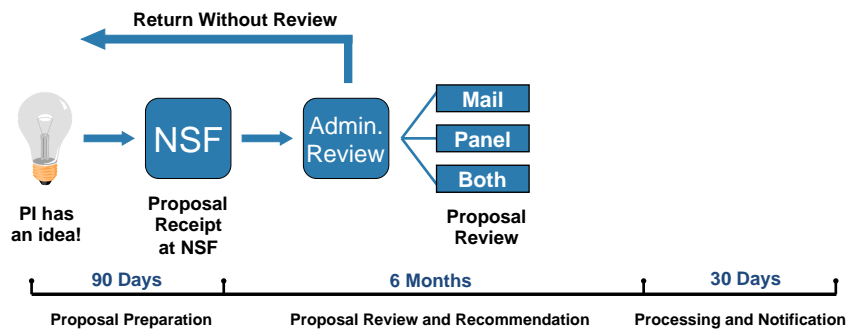 Return Without Review
PI has
an idea!
NSF
Proposal
Receipt
at NSF
Admin.
Review
Mail
Panel
Both
Proposal
Review
90 Days
6 Months
30 Days
Proposal Preparation
Proposal Review and Recommendation
Processing and Notification